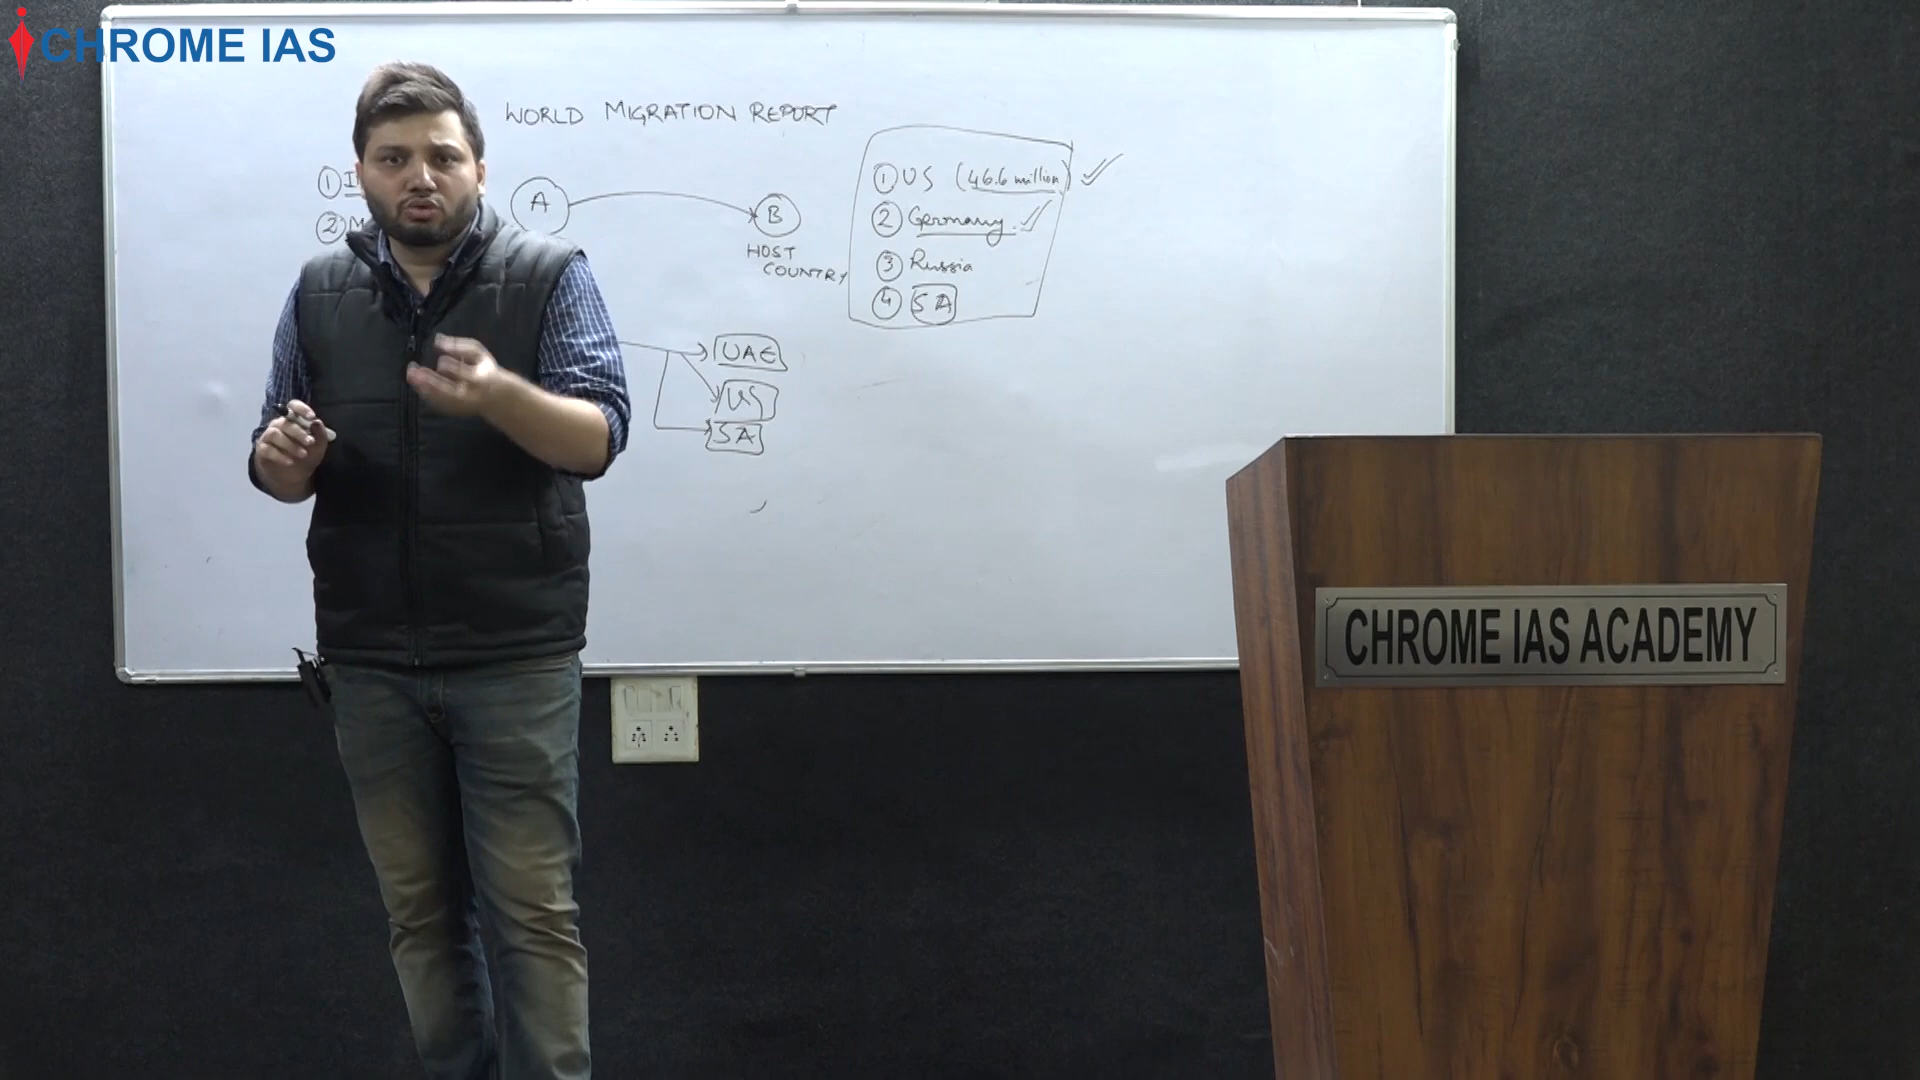 CHROME IAS
WORLD MIGRATION REPORT
1
2
A
B
HOST
COUNTRY
1 US (46.6 million)
2 Germany
3 Russia
4 SA
UAE
US
SA
CHROME IAS ACADEMY